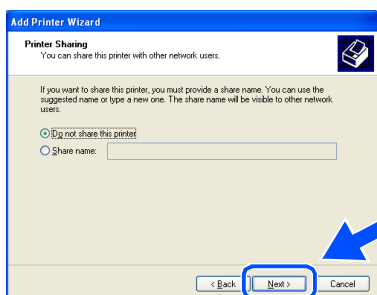 Add Printer Wizard
Printer Sharing
You can share this printer with other network users.
If you want to share this printer, you must provide a share name. You can use the
suggested name or type a new one. The share name will be visible to other network
users.
Do not share this printer
Share name:
< Back Next > Cancel